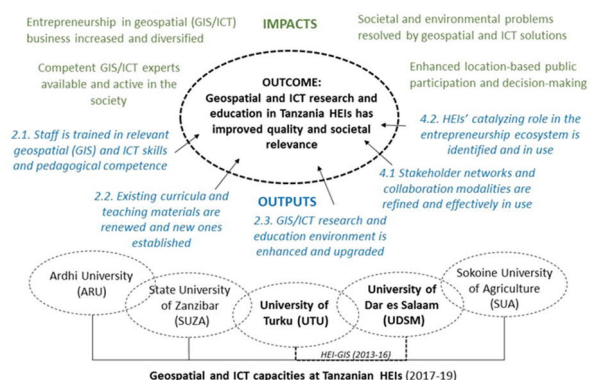 Entrepreneurship in geospatial (GIS/ICT)
business increased and diversified
IMPACTS
Societal and environmental problems
resolved by geospatial and ICT solutions
Competent GIS/ICT experts
available and active in the
society
Enhanced location-based public
participation and decision-making
OUTCOME:
Geospatial and ICT research and
education in Tanzania HEIs has
improved quality and societal
relevance
2.1. Staff is trained in relevant
geospatial (GIS) and ICT skills
and pedagogical competence
4.2. HEIs' catalyzing role in the
entrepreneurship ecosystem is
identified and in use
2.2. Existing curricula and
teaching materials are
renewed and new ones
established
OUTPUTS
2.3. GIS/ICT research and
education environment is
enhanced and upgraded
4.1 Stakeholder networks and
collaboration modalities are
refined and effectively in use
Ardhi University
(ARU)
State University
of Zanzibar
(SUZA)
University of
Turku (UTU)
University of
Dar es Salaam
(UDSM)
Sokoine University
of Agriculture
(SUA)
HEI-GIS (2013-16)
Geospatial and ICT capacities at Tanzanian HEIs (2017-19)